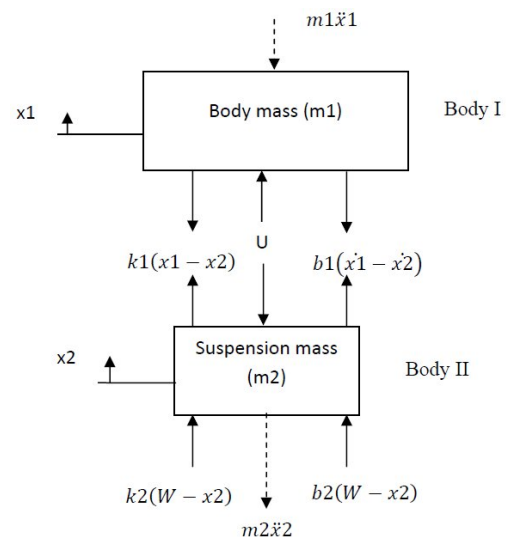 m1ẍ1
x1
Body mass (m1)
Body I
U
k1(x1 − x2)
b1(ẋ1 − ẋ2)
x2
Suspension mass
(m2)
Body II
k2(W − x2)
b2(W − x2)
m2ẍ2